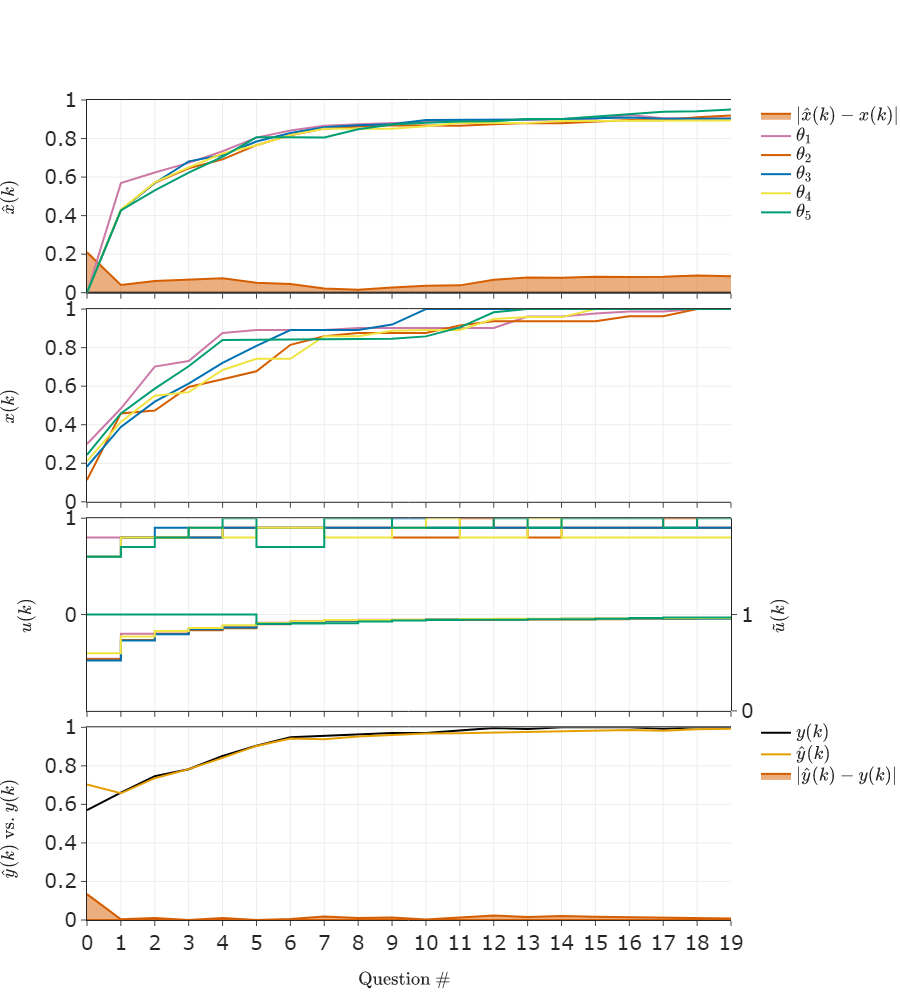 1
0.8
0.6
0.4
0.2
0
x̂(k)
|x̂(k) − x(k)|
θ₁
θ₂
θ₃
θ₄
θ₅
1
0.8
0.6
0.4
0.2
0
x(k)
1
0
u(k)
1
0
ũ(k)
1
0.8
0.6
0.4
0.2
0
ŷ(k) vs. y(k)
y(k)
ŷ(k)
|ŷ(k) − y(k)|
0 1 2 3 4 5 6 7 8 9 10 11 12 13 14 15 16 17 18 19
Question #